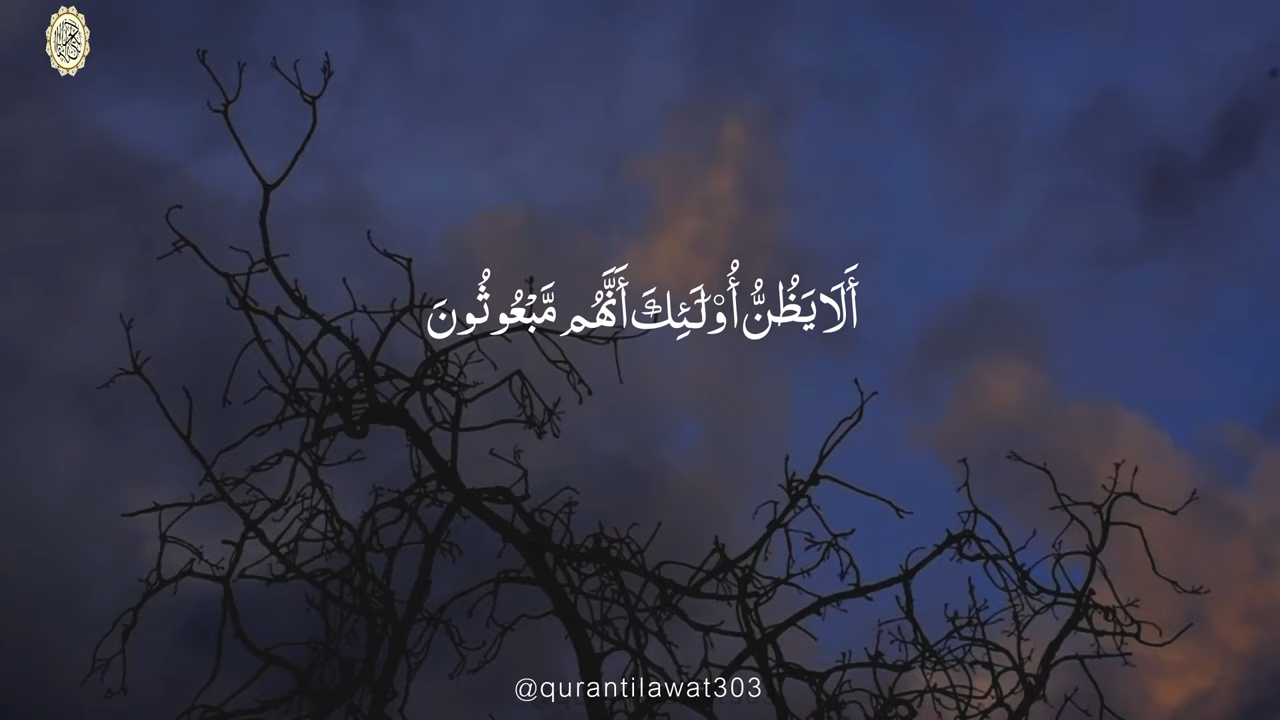 أَلَا يَظُنُّ أُو۟لَـٰٓئِكَ أَنَّهُم مَّبْعُوثُونَ
@qurantilawat303